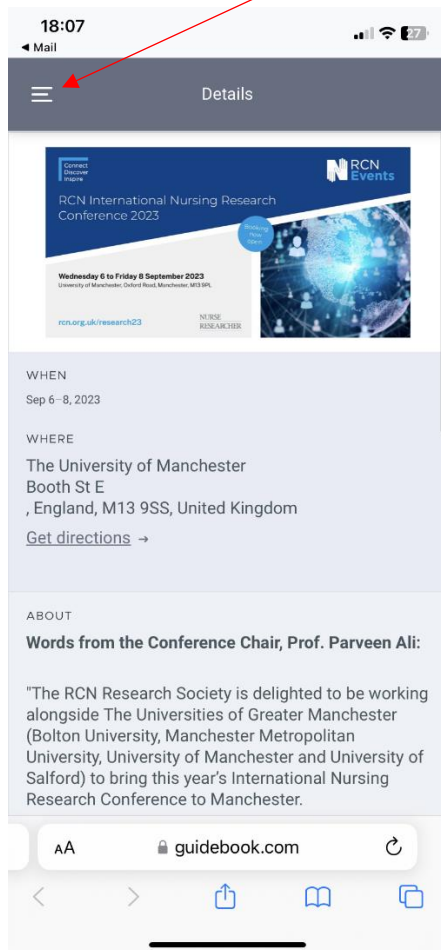 18:07
27
◄ Mail
Details
Connect
Discover
Inspire
RCN
Events
RCN International Nursing Research
Conference 2023
Booking
now
open
Wednesday 6 to Friday 8 September 2023
University of Manchester, Oxford Road, Manchester, M13 9PL
rcn.org.uk/research23
NURSE
RESEARCHER
WHEN
Sep 6–8, 2023
WHERE
The University of Manchester
Booth St E
, England, M13 9SS, United Kingdom
Get directions →
ABOUT
Words from the Conference Chair, Prof. Parveen Ali:
"The RCN Research Society is delighted to be working
alongside The Universities of Greater Manchester
(Bolton University, Manchester Metropolitan
University, University of Manchester and University of
Salford) to bring this year's International Nursing
Research Conference to Manchester.
AA
guidebook.com